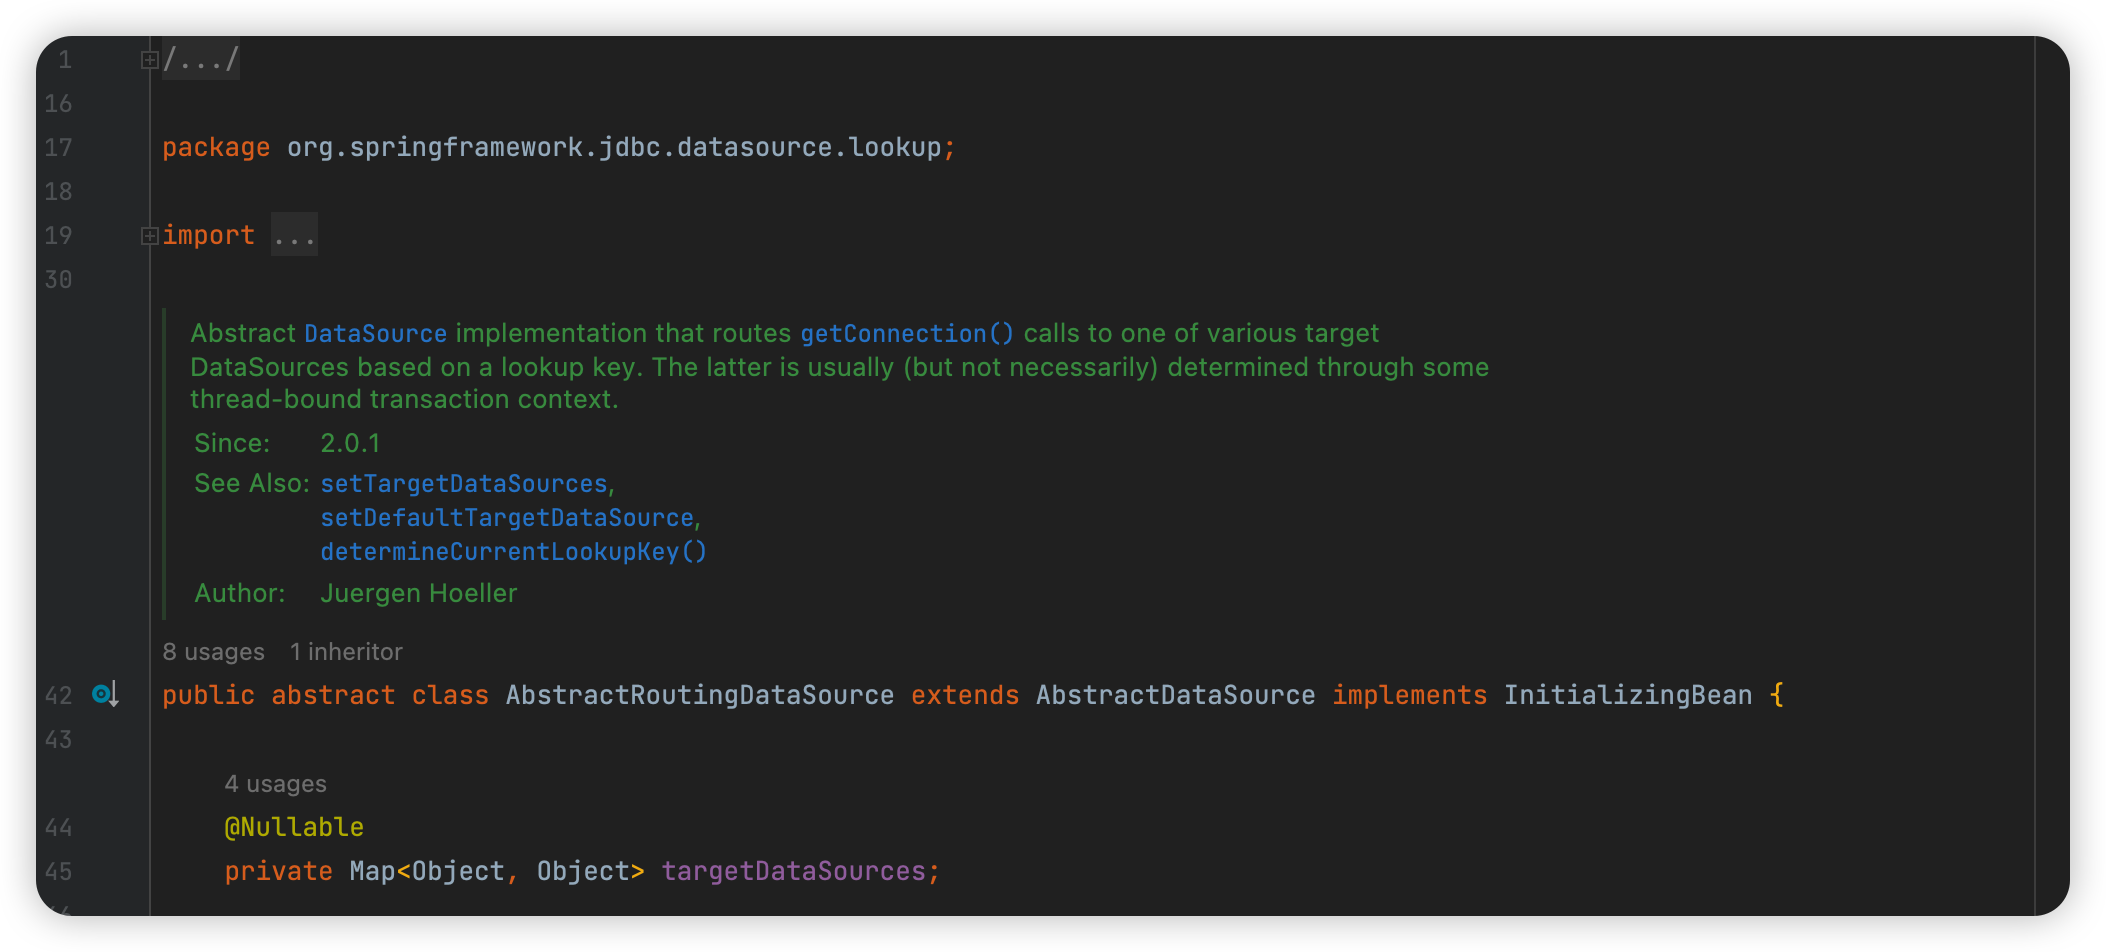 1 /.../
16
17 package org.springframework.jdbc.datasource.lookup;
18
19 import ...
30
Abstract DataSource implementation that routes getConnection() calls to one of various target
DataSources based on a lookup key. The latter is usually (but not necessarily) determined through some
thread-bound transaction context.
Since: 2.0.1
See Also: setTargetDataSources,
setDefaultTargetDataSource,
determineCurrentLookupKey()
Author: Juergen Hoeller
8 usages 1 inheritor
42 public abstract class AbstractRoutingDataSource extends AbstractDataSource implements InitializingBean {
43
4 usages
44 @Nullable
45 private Map<Object, Object> targetDataSources;